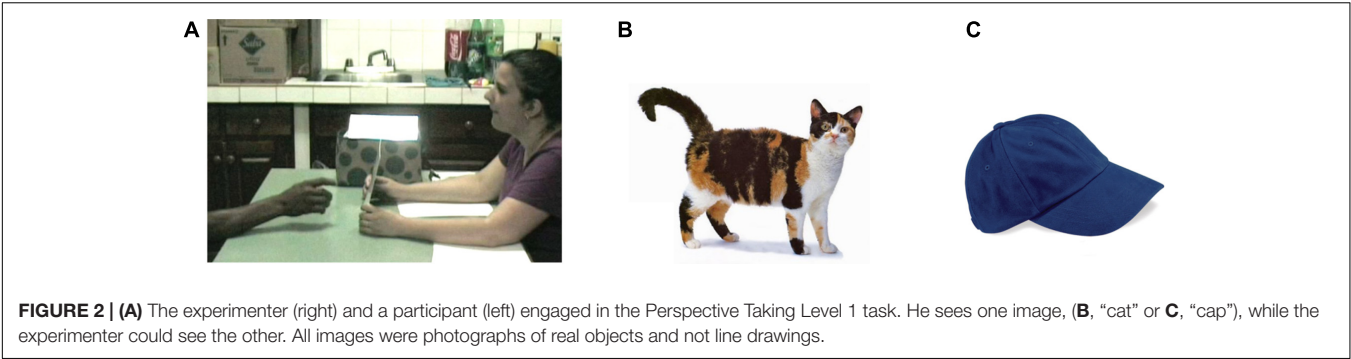 A
B
C
Coca-Cola
FIGURE 2 | (A) The experimenter (right) and a participant (left) engaged in the Perspective Taking Level 1 task. He sees one image, (B, “cat” or C, “cap”), while the
experimenter could see the other. All images were photographs of real objects and not line drawings.